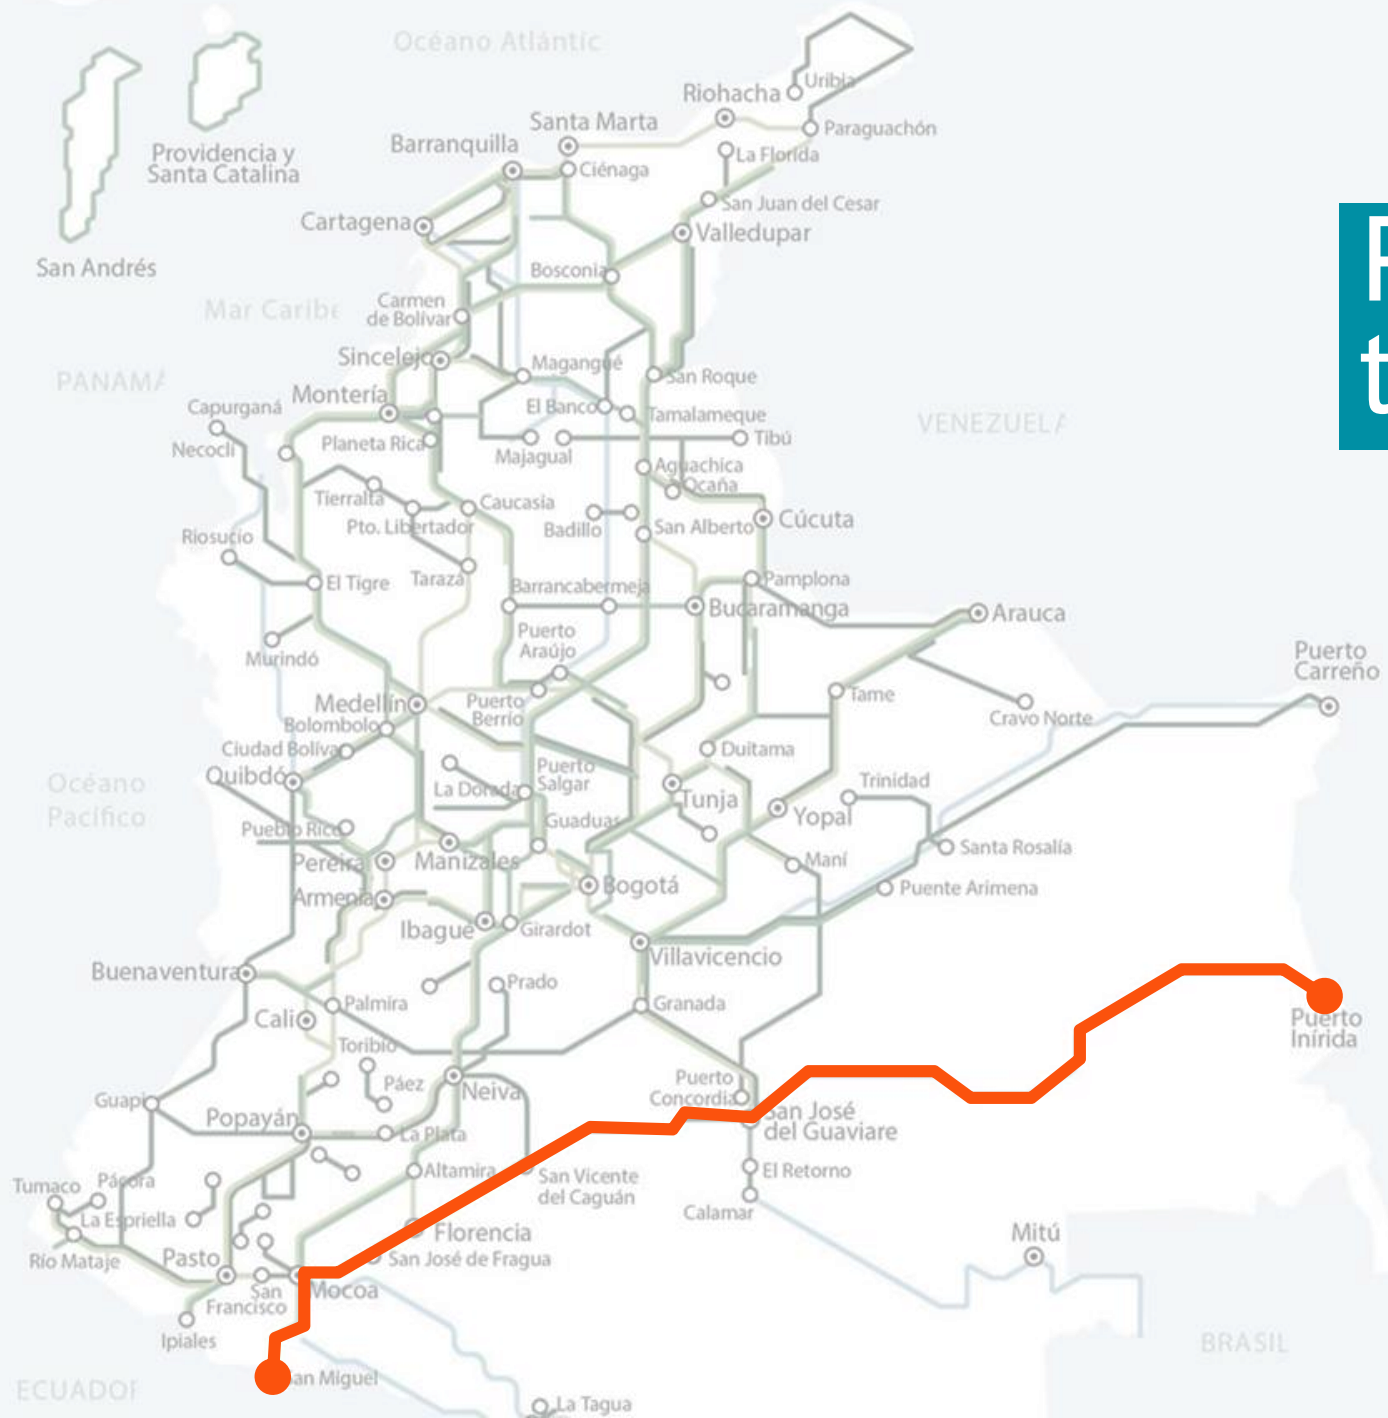 Océano Atlántic
Uribia
Riohacha
Santa Marta
Paraguachón
Barranquilla
La Florida
Providencia y
Santa Catalina
Ciénaga
San Juan del Cesar
Cartagena
Valledupar
San Andrés
Bosconia
Mar Caribe
Carmen
de Bolívar
Sincelejo
Magangué
San Roque
PANAMÁ
Montería
Capurganá
El Banco
Tamalameque
VENEZUELA
Necoclí
Planeta Rica
Majagual
Tibú
Aguachica
Ocaña
Tierralta
Caucasia
Pto. Libertador
Badillo
San Alberto
Cúcuta
Riosucio
El Tigre
Tarazá
Barrancabermeja
Pamplona
Bucaramanga
Arauca
Puerto
Araújo
Murindó
Puerto
Carreño
Medellín
Puerto
Berrío
Tame
Cravo Norte
Bolombolo
Ciudad Bolíva
Duitama
Quibdó
La Dorada
Puerto
Salgar
Trinidad
Océano
Pacífico
Tunja
Yopal
Pueblo Rico
Guaduas
Pereira
Manizales
Maní
Santa Rosalía
Armenia
Bogotá
Puente Arimena
Ibagué
Girardot
Villavicencio
Buenaventura
Prado
Palmira
Granada
Cali
Puerto
Inírida
Toribío
Páez
Neiva
Puerto
Concordia
Guapi
Popayán
San José
del Guaviare
La Plata
Altamira
San Vicente
del Caguán
El Retorno
Tumaco
Pácora
La Espriella
Calamar
Florencia
Mitú
Río Mataje
Pasto
San José de Fragua
San
Francisco
Mocoa
Ipiales
BRASIL
an Miguel
ECUADOR
La Tagua